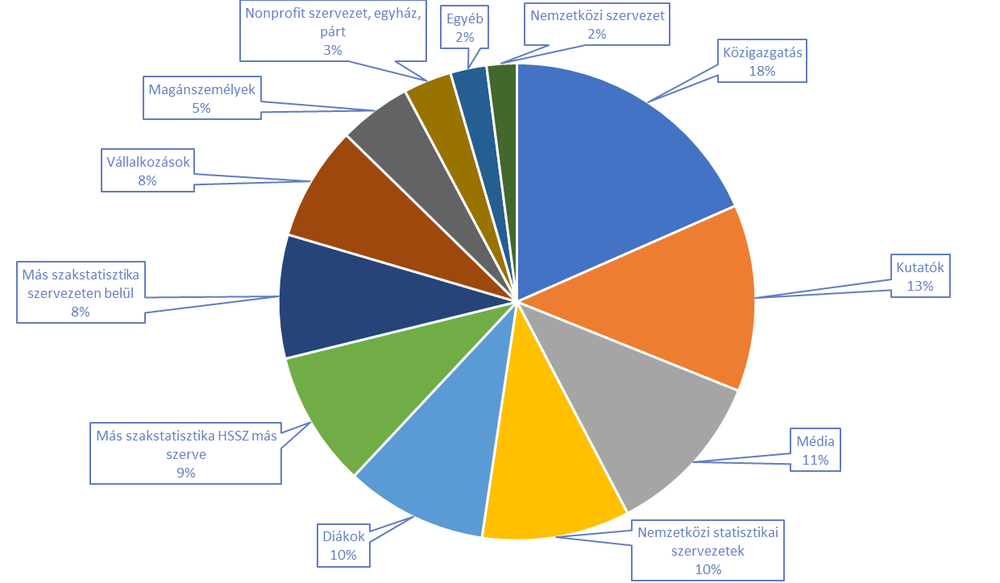 Nonprofit szervezet, egyház,
párt
3%
Egyéb
2%
Nemzetközi szervezet
2%
Közigazgatás
18%
Magánszemélyek
5%
Vállalkozások
8%
Kutatók
13%
Más szakstatisztika
szervezeten belül
8%
Más szakstatisztika HSSZ más
szerve
9%
Média
11%
Diákok
10%
Nemzetközi statisztikai
szervezetek
10%